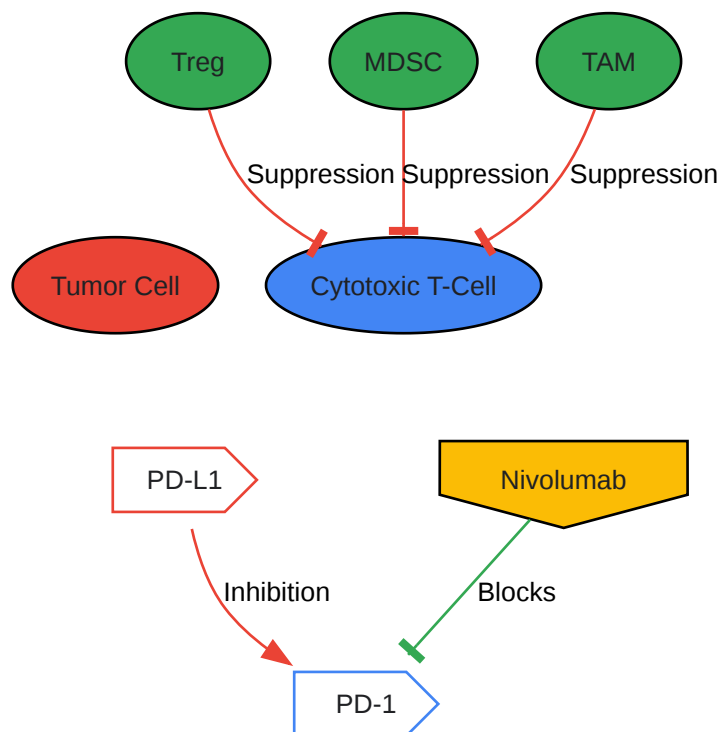 Treg
MDSC
TAM
Suppression
Suppression
Suppression
Tumor Cell
Cytotoxic T-Cell
PD-L1
Nivolumab
Inhibition
Blocks
PD-1